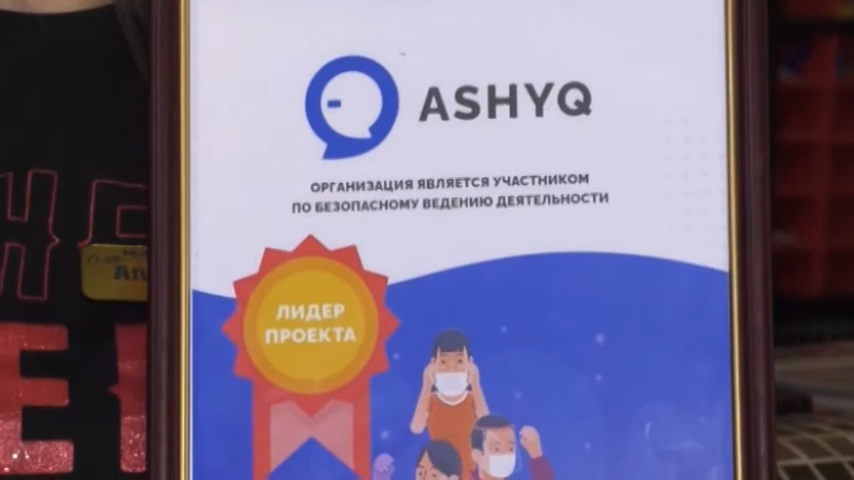 ASHYQ
ОРГАНИЗАЦИЯ ЯВЛЯЕТСЯ УЧАСТНИКОМ
ПО БЕЗОПАСНОМУ ВЕДЕНИЮ ДЕЯТЕЛЬНОСТИ
ЛИДЕР
ПРОЕКТА